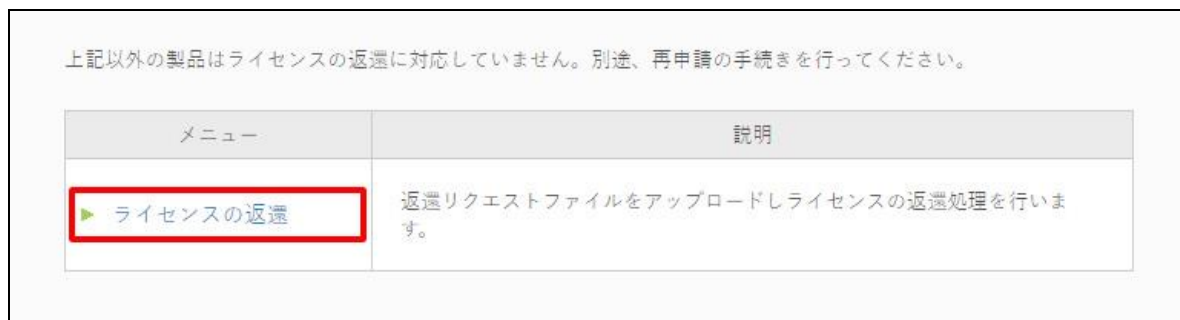 上記以外の製品はライセンスの返還に対応していません。別途、再申請の手続きを行ってください。
メニュー
説明
ライセンスの返還
返還リクエストファイルをアップロードしライセンスの返還処理を行いま
す。